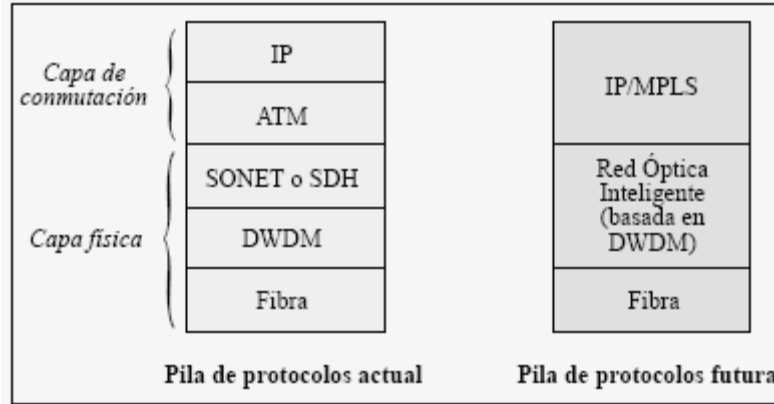 Capa de
conmutación
Capa física
IP
ATM
SONET o SDH
DWDM
Fibra
Pila de protocolos actual
IP/MPLS
Red Óptica
Inteligente
(basada en
DWDM)
Fibra
Pila de protocolos futura